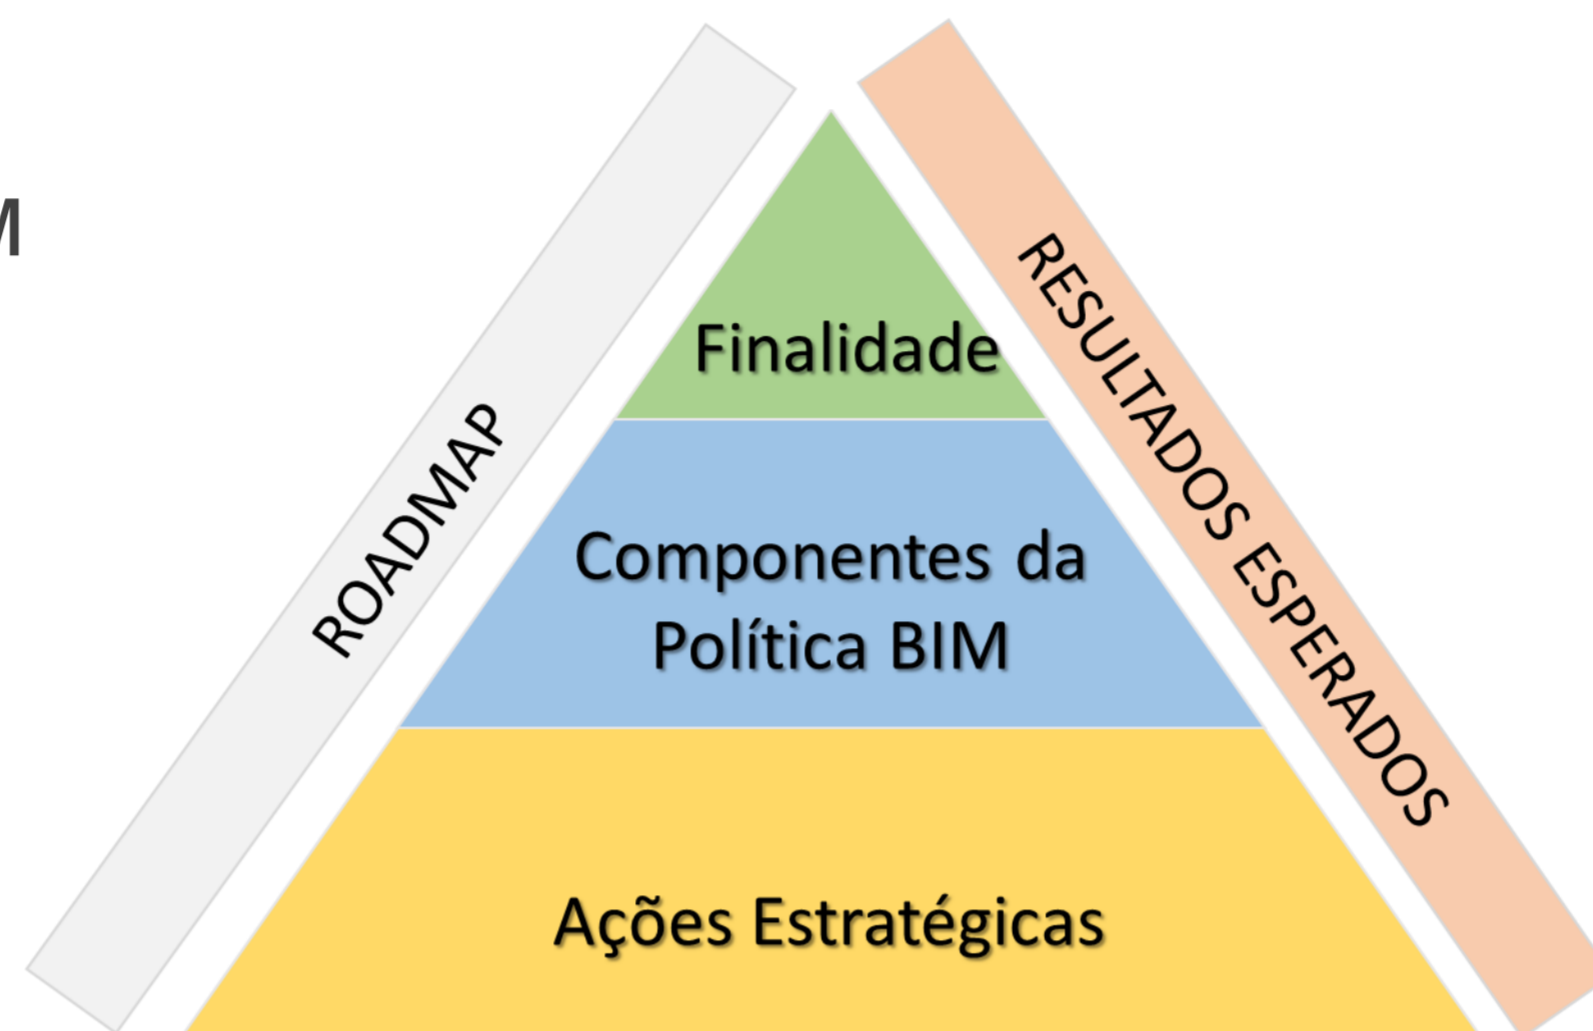 M
ROADMAP
RESULTADOS ESPERADOS
Finalidade
Componentes da
Política BIM
Ações Estratégicas